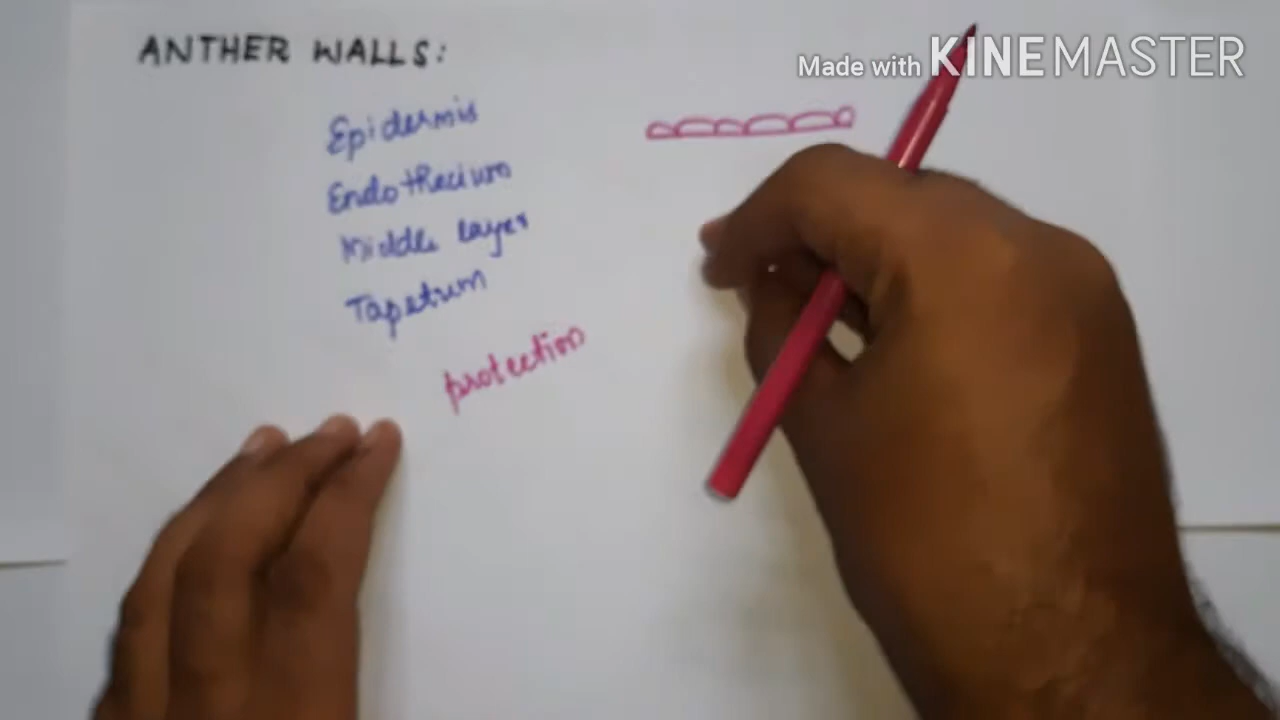 ANTHER WALLS:
Made with KINEMASTER
Epidermis
Endothecium
Middle layer
Tapetum
protection